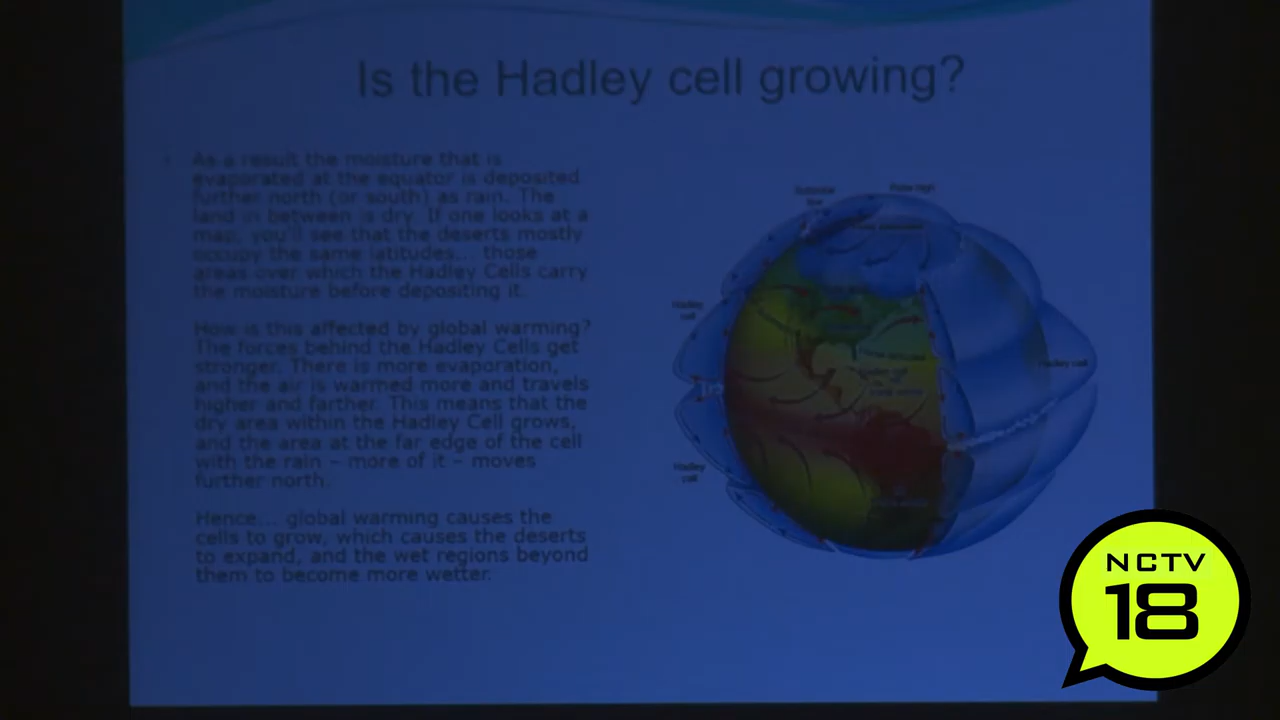 Is the Hadley cell growing?
As a result the moisture that is
evaporated at the equator is deposited
further north (or south) as rain. The
land in between is dry. If one looks at a
map, you'll see that the deserts mostly
occupy the same latitudes... those
areas over which the Hadley Cells carry
the moisture before depositing it.
How is this affected by global warming?
The forces behind the Hadley Cells get
stronger. There is more evaporation,
and the air is warmed more and travels
higher and farther. This means that the
dry area within the Hadley Cell grows,
and the area at the far edge of the cell
with the rain – more of it – moves
further north.
Hence... global warming causes the
cells to grow, which causes the deserts
to expand, and the wet regions beyond
them to become more wetter.
Polar high
Hadley
cell
Hadley cell
Hadley
cell
NCTV
18